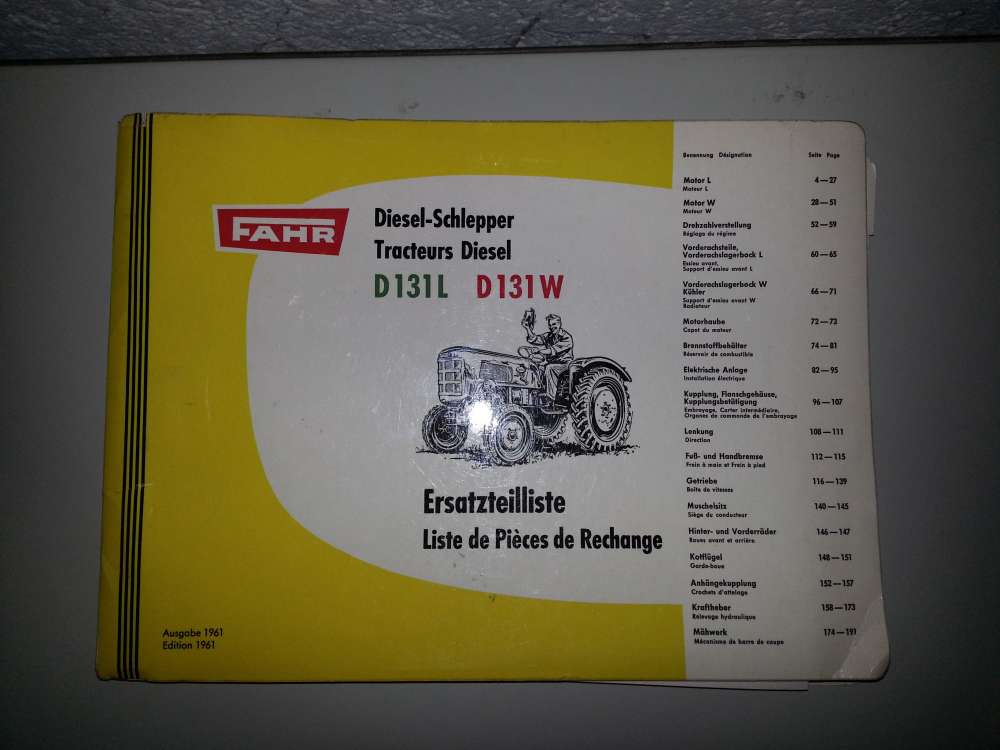 FAHR
Diesel-Schlepper
Tracteurs Diesel
D131L D131W
Ersatzteilliste
Liste de Pièces de Rechange
Ausgabe 1961
Edition 1961
Benennung Désignation Seite Page
Motor L 4—27
Moteur L
Motor W 28—51
Moteur W
Drehzahlverstellung 52—59
Réglage du régime
Vorderachsteile,
Vorderachslagerbock L 60—65
Essieu avant,
Support d'essieu avant L
Vorderachslagerbock W
Kühler 66—71
Support d'essieu avant W
Radiateur
Motorhaube 72—73
Capot du moteur
Brennstoffbehälter 74—81
Réservoir de combustible
Elektrische Anlage 82—95
Installation électrique
Kupplung, Flanschgehäuse,
Kupplungsbetätigung 96—107
Embrayage, Carter intermédiaire,
Organes de commande de l'embrayage
Lenkung 108—111
Direction
Fuß- und Handbremse 112—115
Frein à main et Frein à pied
Getriebe 116—139
Boîte de vitesses
Muschelsitz 140—145
Siège du conducteur
Hinter- und Vorderräder 146—147
Roues avant et arrière
Kotflügel 148—151
Garde-boue
Anhängekupplung 152—157
Crochets d'attelage
Kraftheber 158—173
Relevage hydraulique
Mähwerk 174—191
Mécanisme de barre de coupe